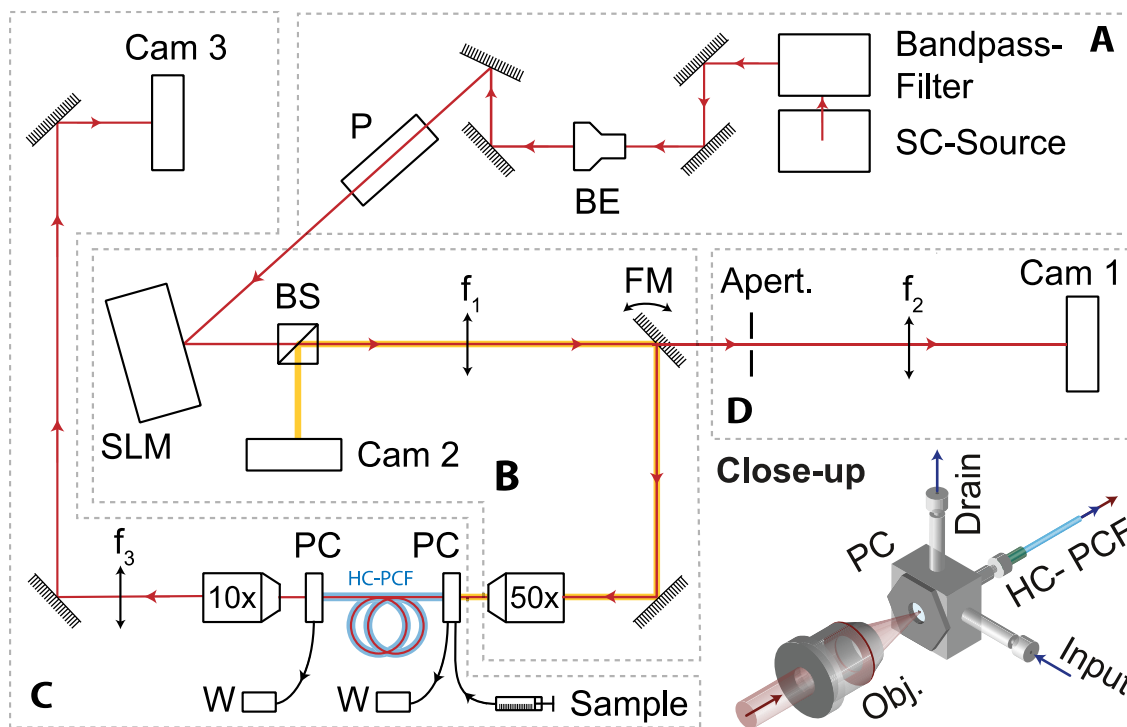 Cam 3
Bandpass-
Filter
A
P
SC-Source
BE
BS
f1
FM
Apert.
f2
Cam 1
SLM
Cam 2
B
D
Close-up
f3
PC
PC
HC-PCF
10x
50x
W
W
Sample
C
PC
Drain
HC- PCF
Obj.
Input